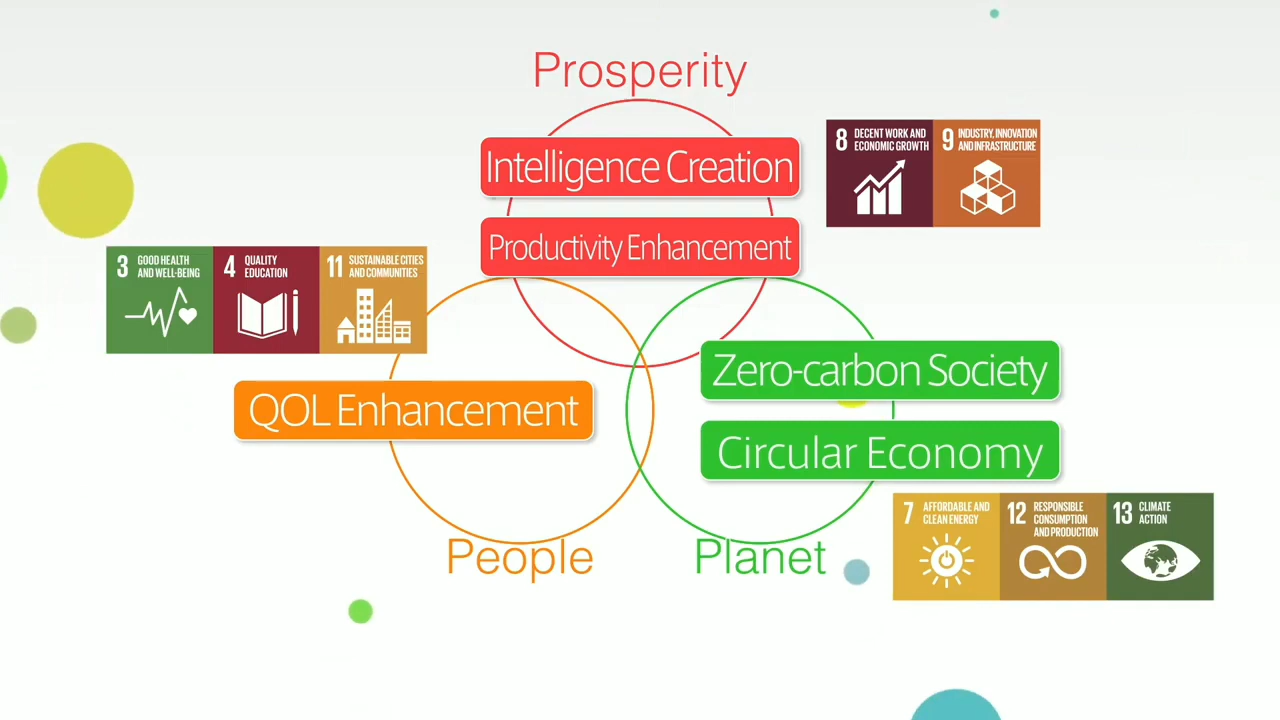 Prosperity
Intelligence Creation
Productivity Enhancement
8 DECENT WORK AND
ECONOMIC GROWTH
9 INDUSTRY, INNOVATION
AND INFRASTRUCTURE
3 GOOD HEALTH
AND WELL-BEING
4 QUALITY
EDUCATION
11 SUSTAINABLE CITIES
AND COMMUNITIES
QOL Enhancement
People
Zero-carbon Society
Circular Economy
Planet
7 AFFORDABLE AND
CLEAN ENERGY
12 RESPONSIBLE
CONSUMPTION
AND PRODUCTION
13 CLIMATE
ACTION